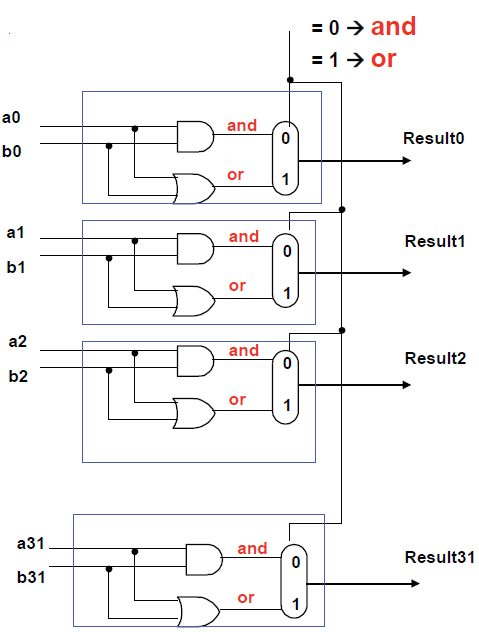 = 0 → and
= 1 → or
a0
and
0
Result0
b0
or
1
a1
and
0
Result1
b1
or
1
a2
and
0
Result2
b2
or
1
a31
and
0
Result31
b31
or
1